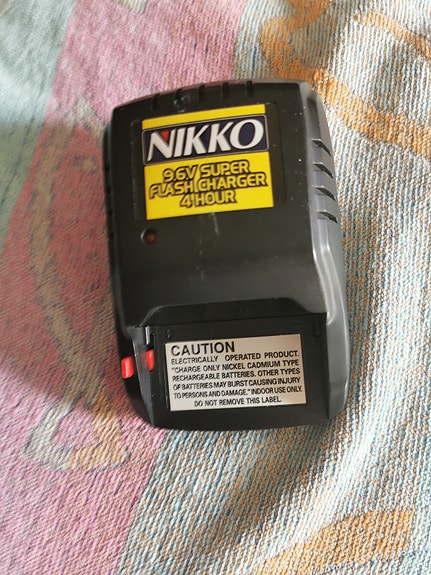 NIKKO
9.6V SUPER
FLASH CHARGER
4 HOUR
CAUTION
ELECTRICALLY OPERATED PRODUCT.
"CHARGE ONLY NICKEL CADMIUM TYPE
RECHARGEABLE BATTERIES. OTHER TYPES
OF BATTERIES MAY BURST CAUSING INJURY
TO PERSONS AND DAMAGE." INDOOR USE ONLY.
DO NOT REMOVE THIS LABEL.